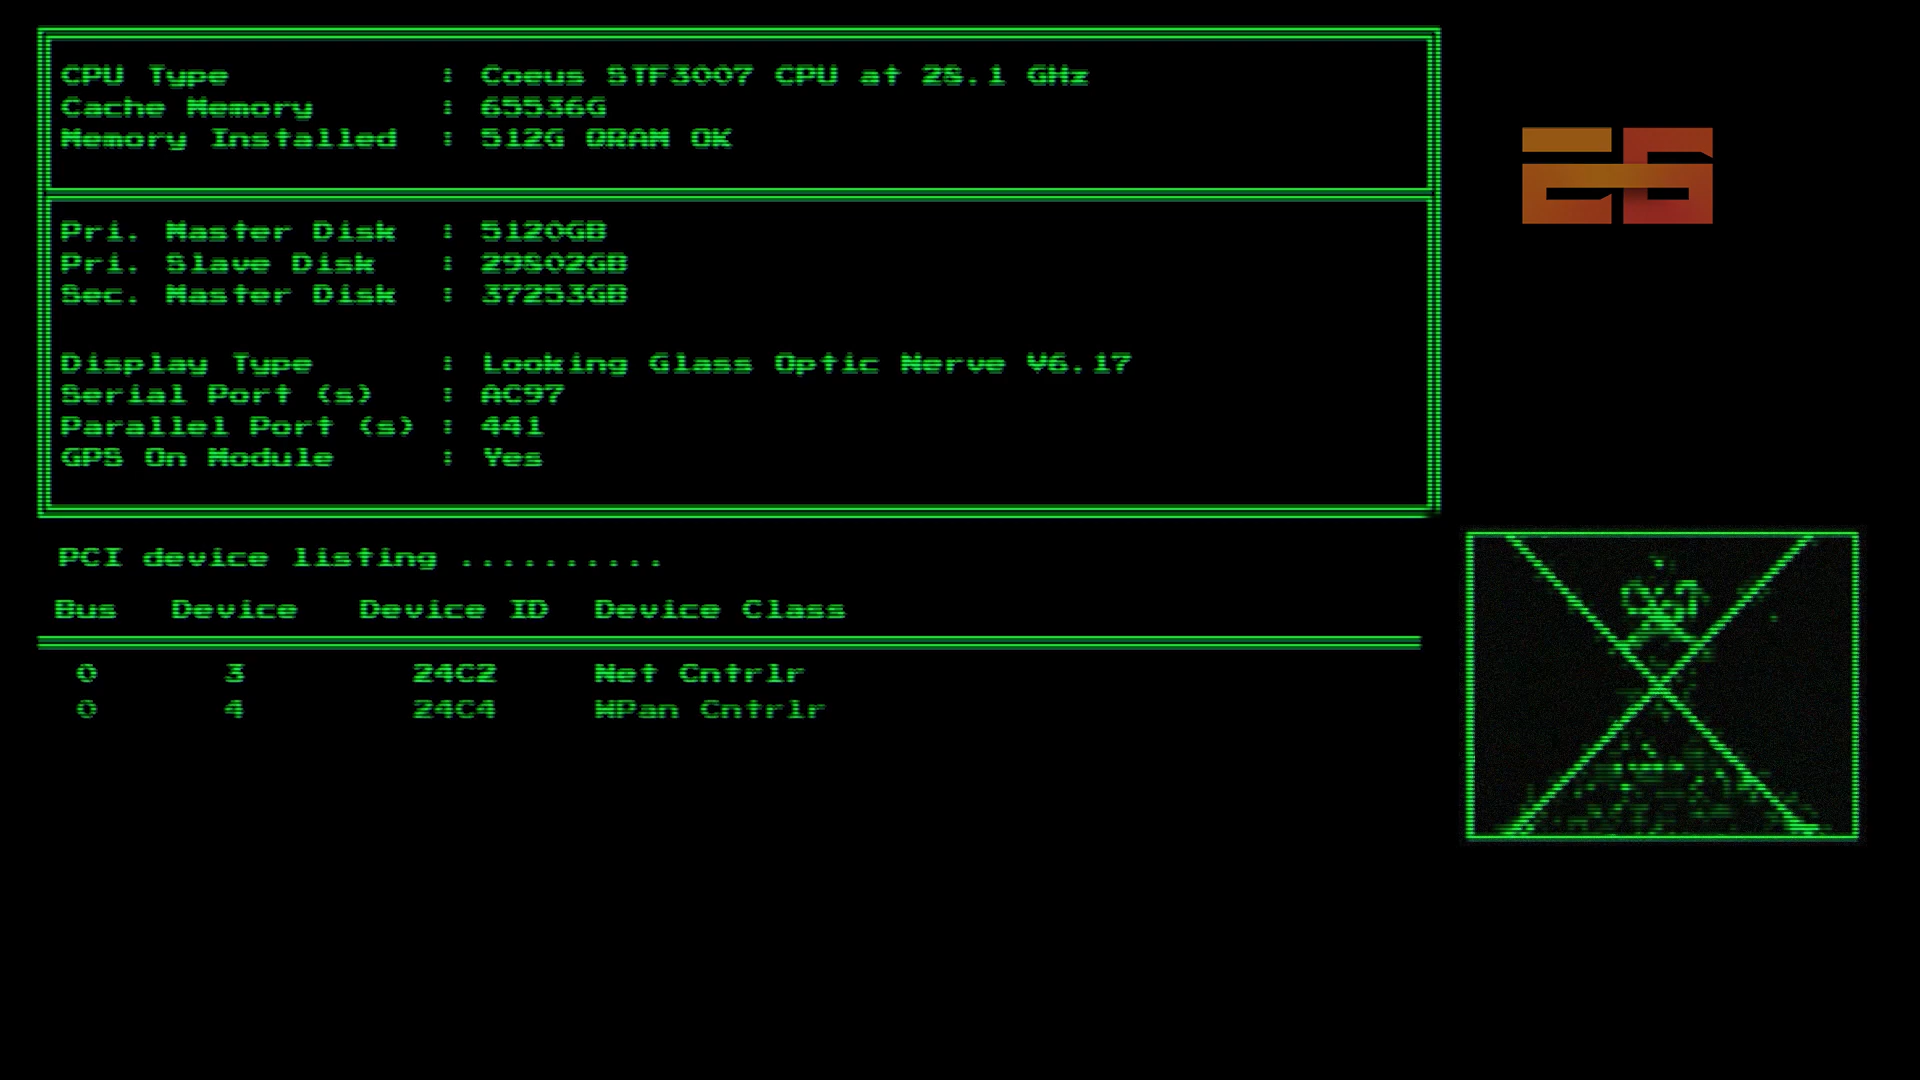 CPU Type : Coeus STF3007 CPU at 28.1 GHz
Cache Memory : 65536G
Memory Installed : 512G QRAM OK
Pri. Master Disk : 5120GB
Pri. Slave Disk : 29802GB
Sec. Master Disk : 37253GB
Display Type : Looking Glass Optic Nerve V6.17
Serial Port (s) : AC97
Parallel Port (s) : 441
GPS On Module : Yes
PCI device listing ..........
Bus Device Device ID Device Class
0 3 24C2 Net Cntrlr
0 4 24C4 WPan Cntrlr